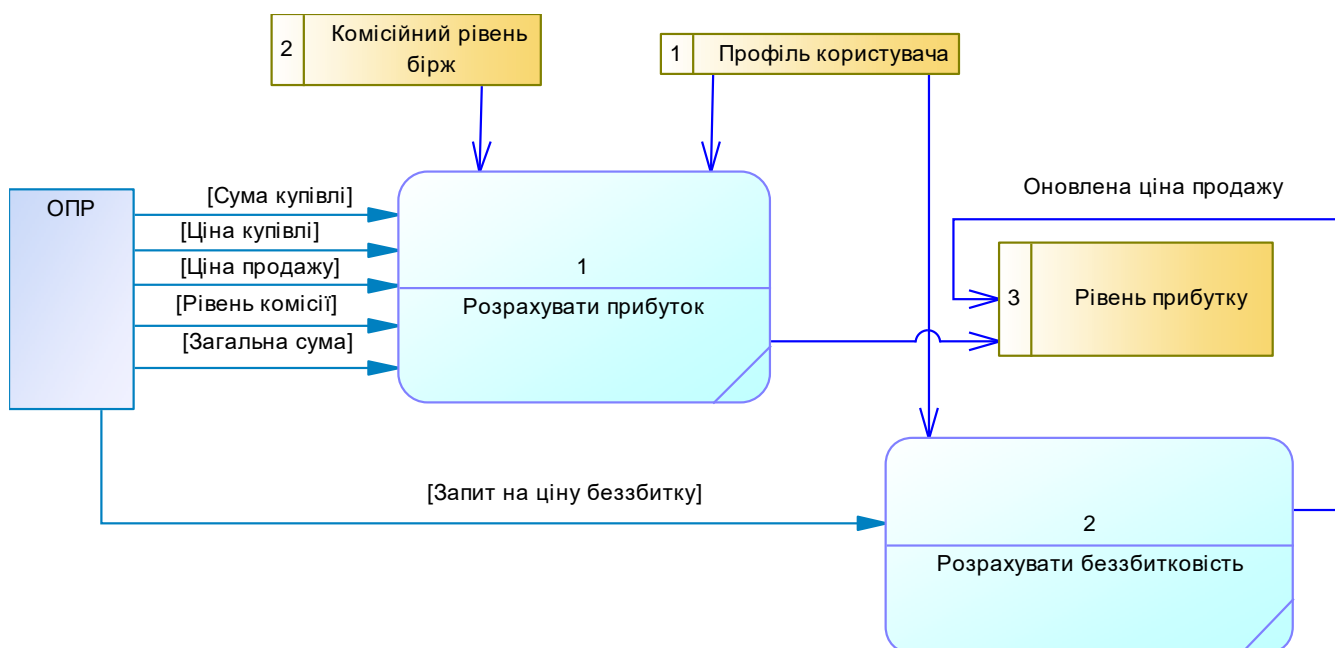 2
Комісійний рівень
бірж
1
Профіль користувача
ОПР
[Сума купівлі]
[Ціна купівлі]
[Ціна продажу]
[Рівень комісії]
[Загальна сума]
1
Розрахувати прибуток
Оновлена ціна продажу
3
Рівень прибутку
[Запит на ціну беззбитку]
2
Розрахувати беззбитковість